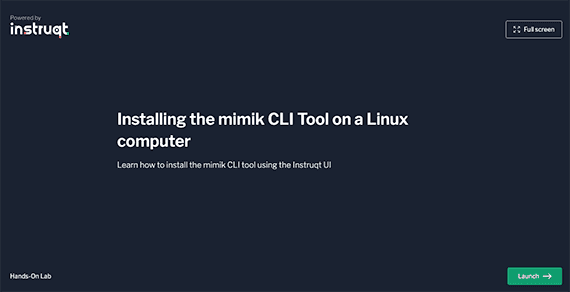 Powered by
instruqt
Full screen
Installing the mimik CLI Tool on a Linux
computer
Learn how to install the mimik CLI tool using the Instruqt UI
Hands-On Lab
Launch